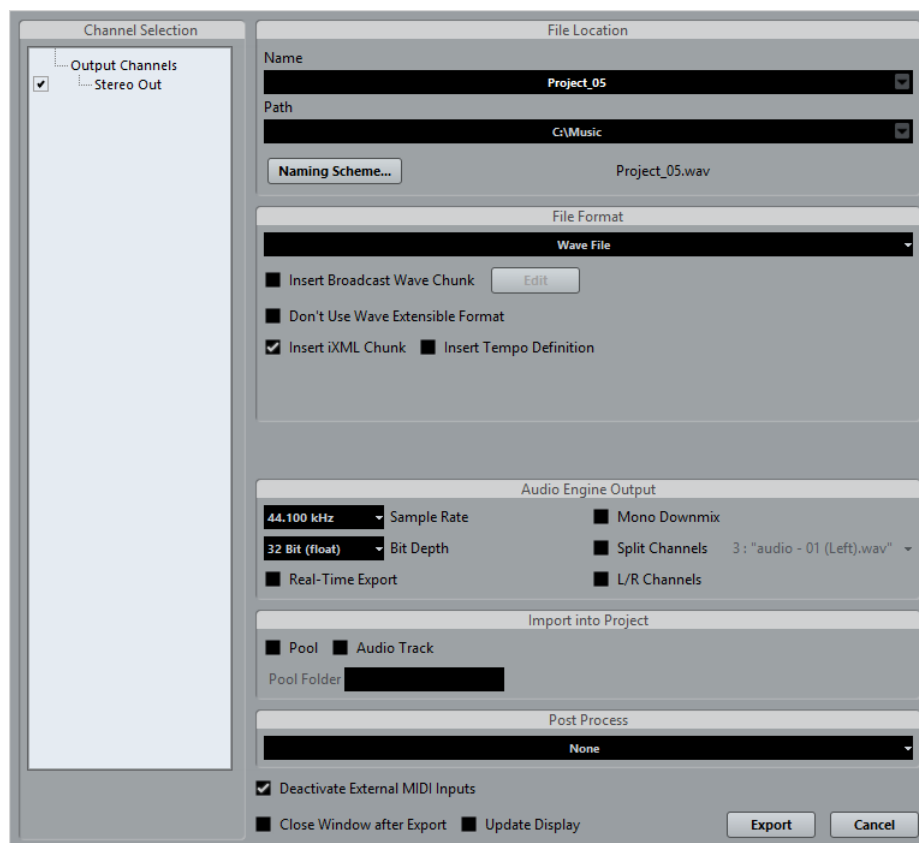 Channel Selection
Output Channels
Stereo Out
File Location
Name
Project_05
Path
C:\Music
Naming Scheme... Project_05.wav
File Format
Wave File
Insert Broadcast Wave Chunk Edit
Don't Use Wave Extensible Format
Insert iXML Chunk Insert Tempo Definition
Audio Engine Output
44.100 kHz Sample Rate Mono Downmix
32 Bit (float) Bit Depth Split Channels 3 : "audio - 01 (Left).wav"
Real-Time Export L/R Channels
Import into Project
Pool Audio Track
Pool Folder
Post Process
None
Deactivate External MIDI Inputs
Close Window after Export Update Display Export Cancel